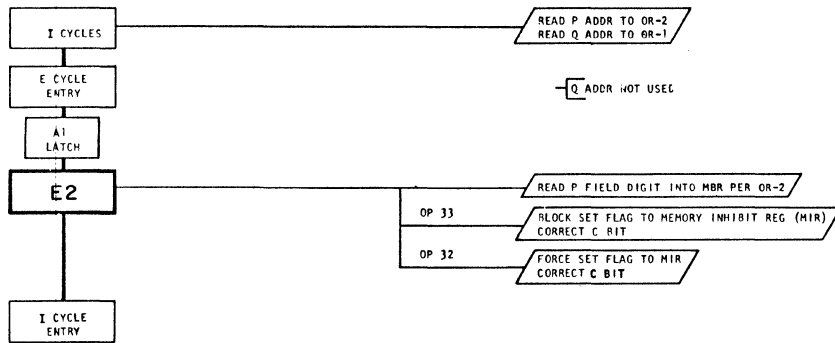 I CYCLES
READ P ADDR TO OR-2
READ Q ADDR TO OR-1
E CYCLE
ENTRY
Q ADDR NOT USED
A1
LATCH
E2
READ P FIELD DIGIT INTO MBR PER OR-2
OP 33
BLOCK SET FLAG TO MEMORY INHIBIT REG (MIR)
CORRECT C BIT
OP 32
FORCE SET FLAG TO MIR
CORRECT C BIT
I CYCLE
ENTRY